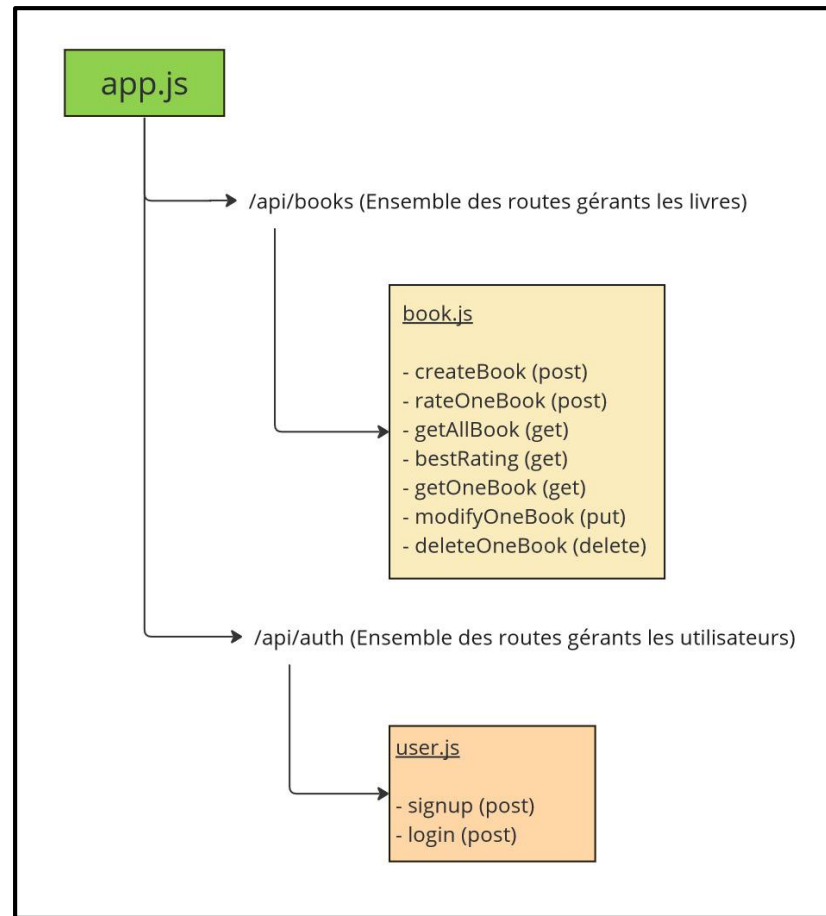 app.js
/api/books (Ensemble des routes gérants les livres)
book.js
- createBook (post)
- rateOneBook (post)
- getAllBook (get)
- bestRating (get)
- getOneBook (get)
- modifyOneBook (put)
- deleteOneBook (delete)
/api/auth (Ensemble des routes gérants les utilisateurs)
user.js
- signup (post)
- login (post)